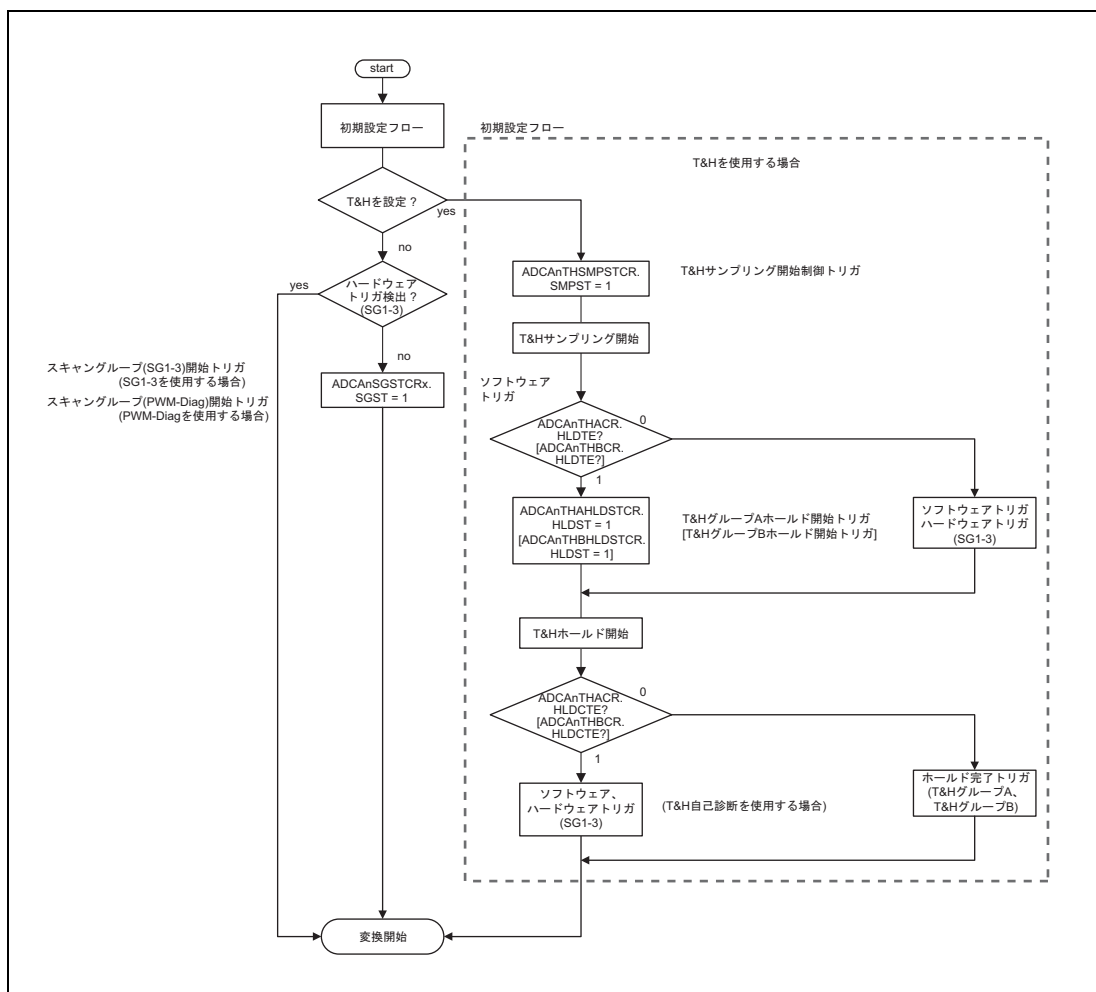 start
初期設定フロー
初期設定フロー
T&Hを使用する場合
T&Hを設定 ?
yes
no
ADCAnTHSMPSTCR.
SMPST = 1
T&Hサンプリング開始制御トリガ
ハードウェア
トリガ検出 ?
(SG1-3)
yes
no
T&Hサンプリング開始
スキャングループ(SG1-3)開始トリガ
(SG1-3を使用する場合)
スキャングループ(PWM-Diag)開始トリガ
(PWM-Diagを使用する場合)
ADCAnSGSTCRx.
SGST = 1
ソフトウェア
トリガ
ADCAnTHACR.
HLDTE?
[ADCAnTHBCR.
HLDTE?]
0
1
ADCAnTHAHLDSTCR.
HLDST = 1
[ADCAnTHBHLDSTCR.
HLDST = 1]
T&HグループAホールド開始トリガ
[T&HグループBホールド開始トリガ]
ソフトウェアトリガ
ハードウェアトリガ
(SG1-3)
T&Hホールド開始
ADCAnTHACR.
HLDCTE?
[ADCAnTHBCR.
HLDCTE?]
0
1
ソフトウェア、
ハードウェアトリガ
(SG1-3)
(T&H自己診断を使用する場合)
ホールド完了トリガ
(T&HグループA、
T&HグループB)
変換開始